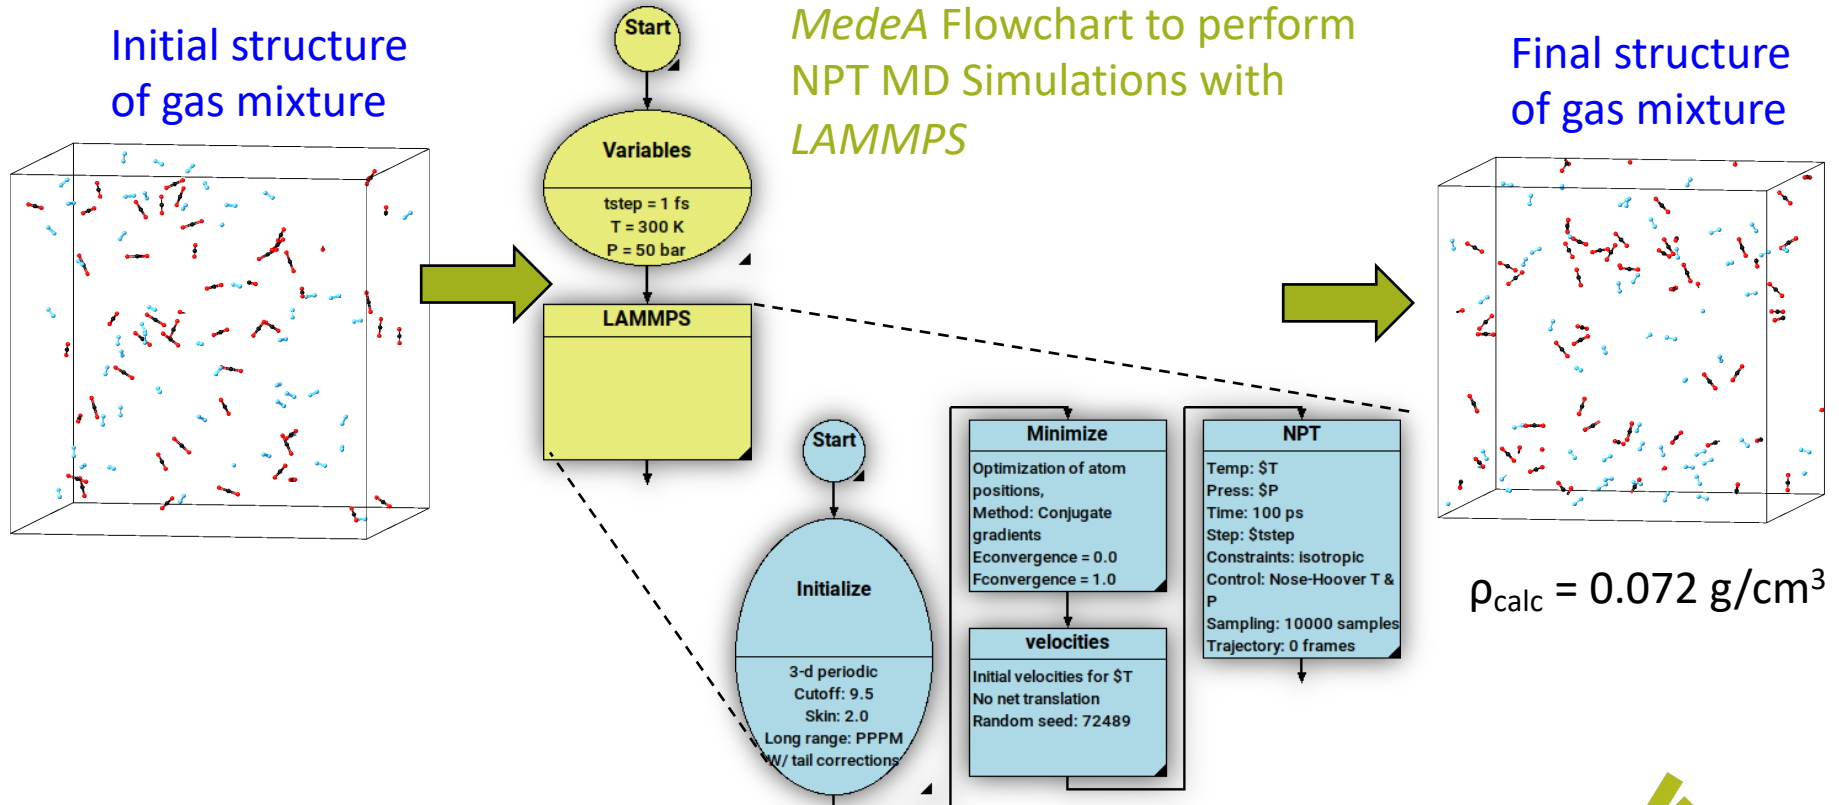 Initial structure
of gas mixture
Start
MedeA Flowchart to perform
NPT MD Simulations with
LAMMPS
Final structure
of gas mixture
Variables
tstep = 1 fs
T = 300 K
P = 50 bar
LAMMPS
Start
Initialize
3-d periodic
Cutoff: 9.5
Skin: 2.0
Long range: PPPM
W/ tail corrections
Minimize
Optimization of atom
positions,
Method: Conjugate
gradients
Econvergence = 0.0
Fconvergence = 1.0
velocities
Initial velocities for $T
No net translation
Random seed: 72489
NPT
Temp: $T
Press: $P
Time: 100 ps
Step: $tstep
Constraints: isotropic
Control: Nose-Hoover T &
P
Sampling: 10000 samples
Trajectory: 0 frames
ρcalc = 0.072 g/cm³